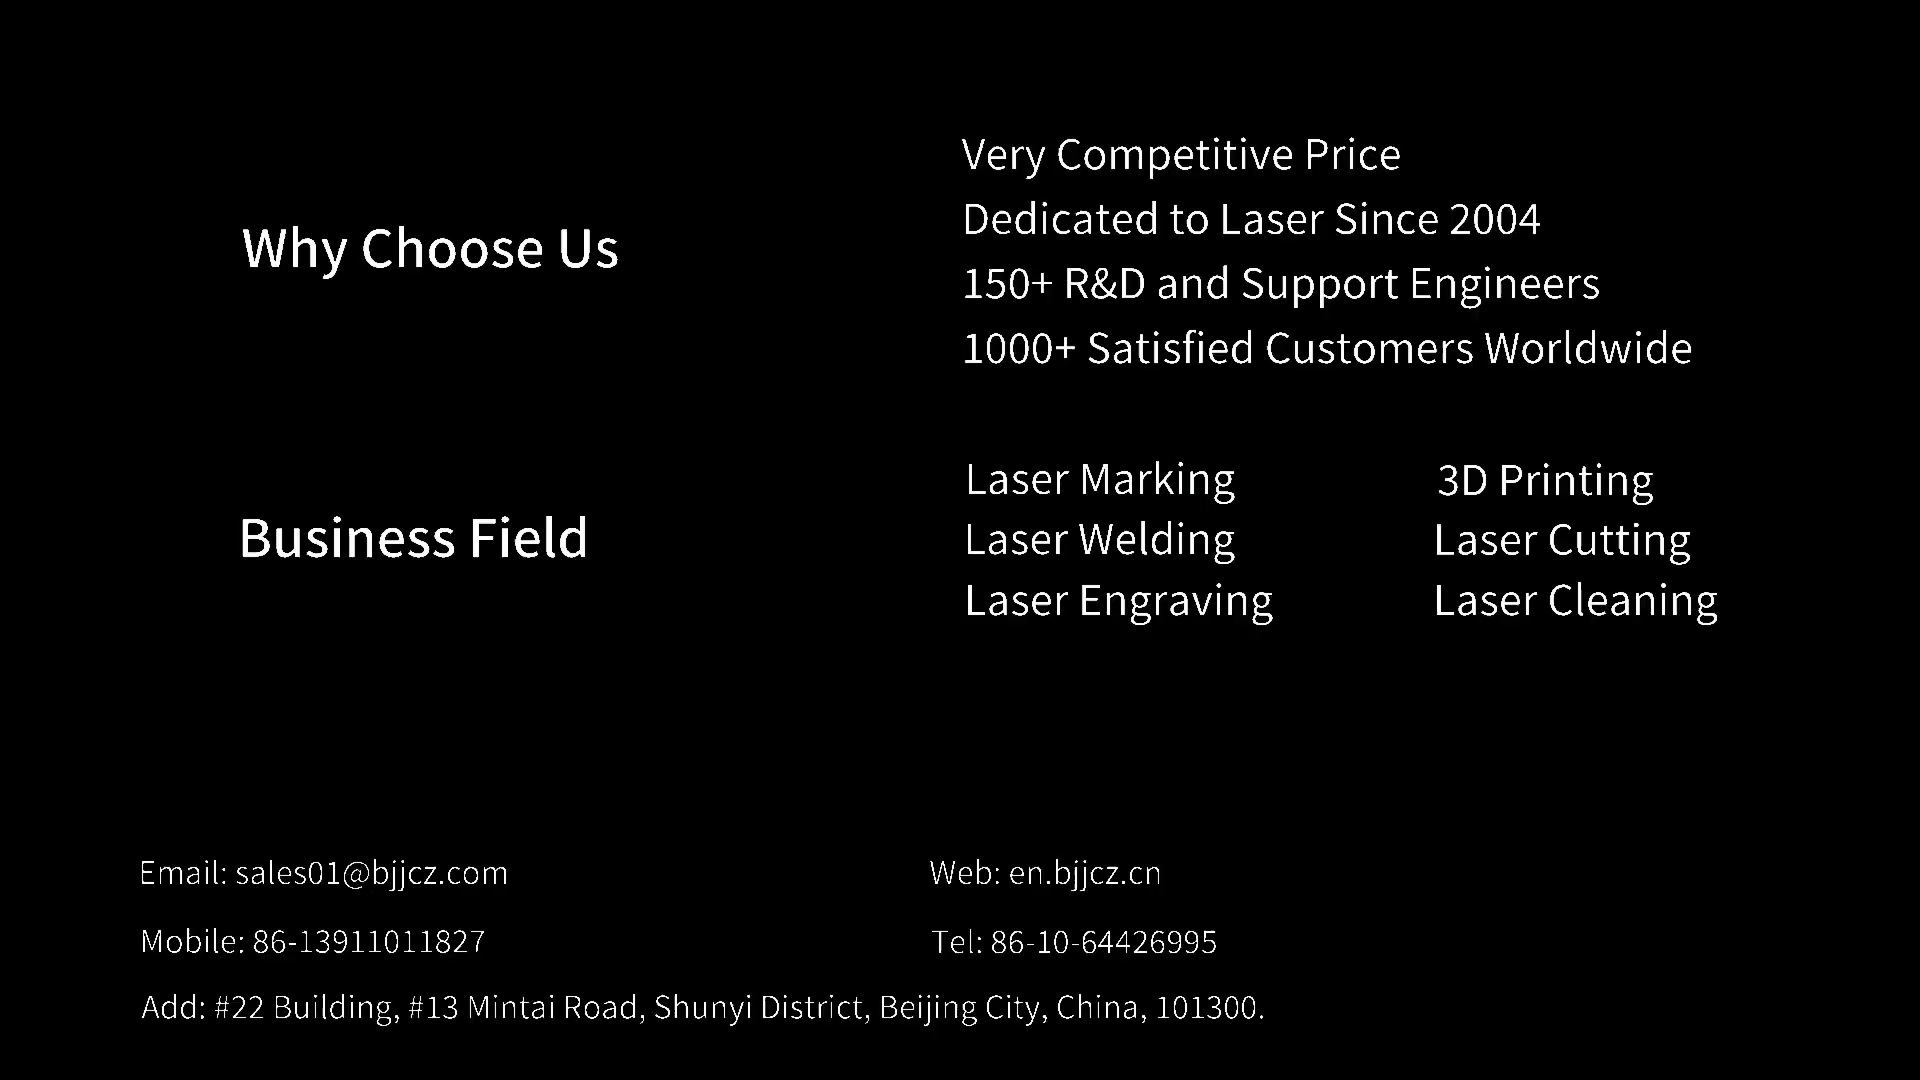 Why Choose Us
Very Competitive Price
Dedicated to Laser Since 2004
150+ R&D and Support Engineers
1000+ Satisfied Customers Worldwide
Business Field
Laser Marking
Laser Welding
Laser Engraving
3D Printing
Laser Cutting
Laser Cleaning
Email: sales01@bjjcz.com
Web: en.bjjcz.cn
Mobile: 86-13911011827
Tel: 86-10-64426995
Add: #22 Building, #13 Mintai Road, Shunyi District, Beijing City, China, 101300.